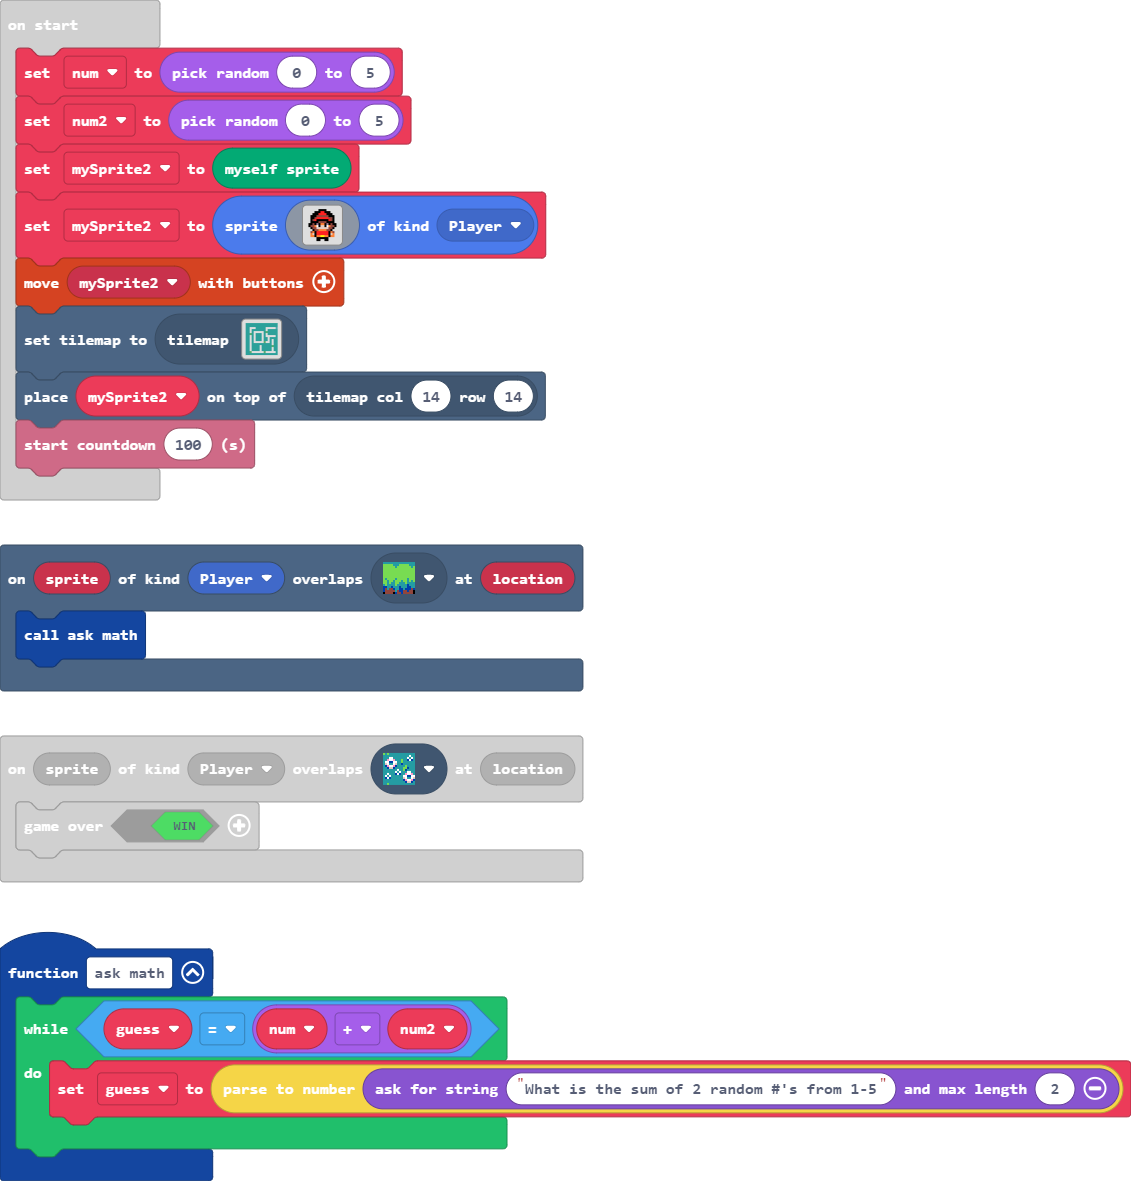 on start
set num to pick random 0 to 5
set num2 to pick random 0 to 5
set mySprite2 to myself sprite
set mySprite2 to sprite of kind Player
move mySprite2 with buttons
set tilemap to tilemap
place mySprite2 on top of tilemap col 14 row 14
start countdown 100 (s)
on sprite of kind Player overlaps at location
call ask math
on sprite of kind Player overlaps at location
game over WIN
function ask math
while guess = num + num2
do
set guess to parse to number ask for string "What is the sum of 2 random #'s from 1-5" and max length 2